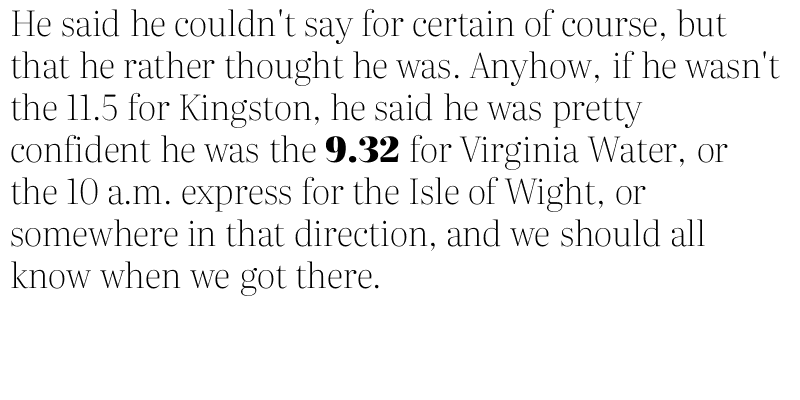 He said he couldn't say for certain of course, but
that he rather thought he was. Anyhow, if he wasn't
the 11.5 for Kingston, he said he was pretty
confident he was the 9.32 for Virginia Water, or
the 10 a.m. express for the Isle of Wight, or
somewhere in that direction, and we should all
know when we got there.